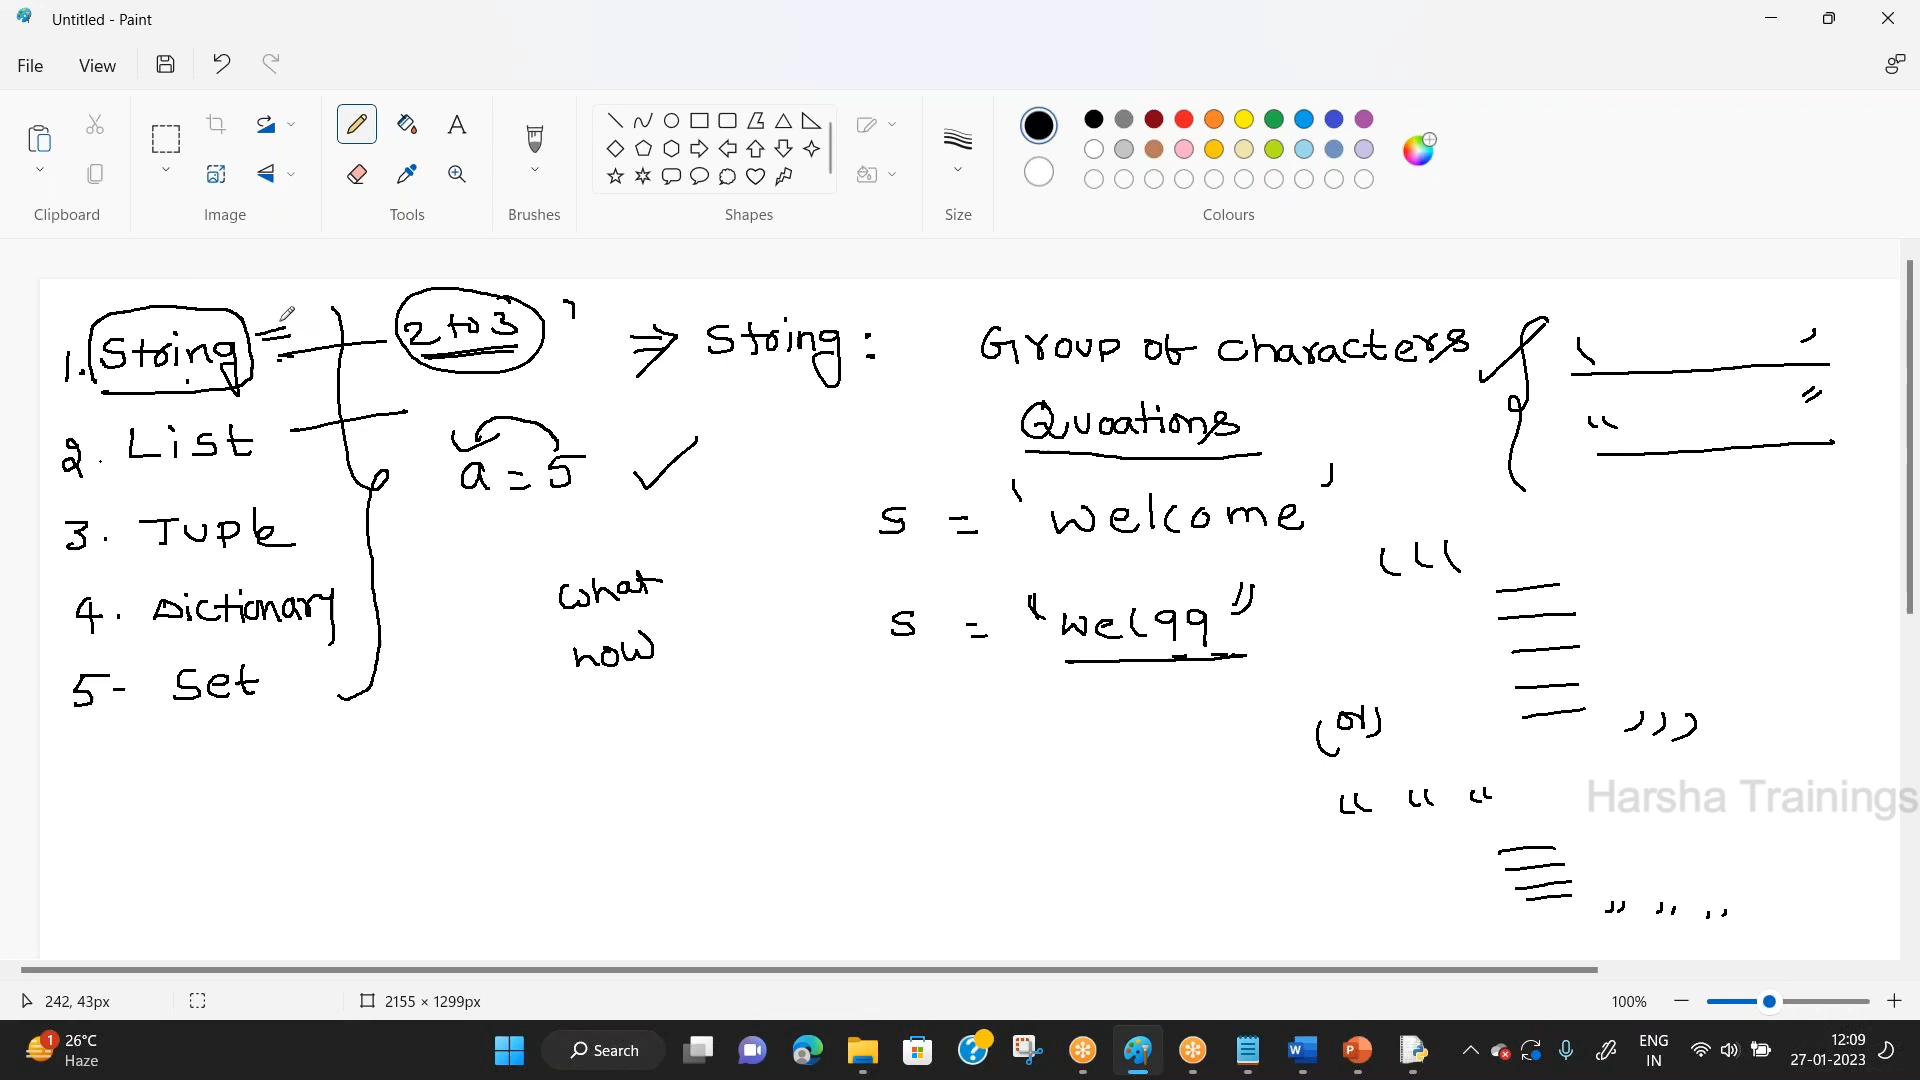 Untitled - Paint
File View
Clipboard Image Tools Brushes Shapes Size Colours
1. String 2 to 3 ⇒ String : Group of characters
' '
2. List a = 5 Quoations
" "
3. Tuple s = ' welcome '
' ' '
4. Dictionary what s = " wel99 "
now
5- Set
(or) ' ' '
" " "
Harsha Trainings
" " "
242, 43px 2155 × 1299px 100%
1 26°C
Haze
Search
ENG
IN
12:09
27-01-2023